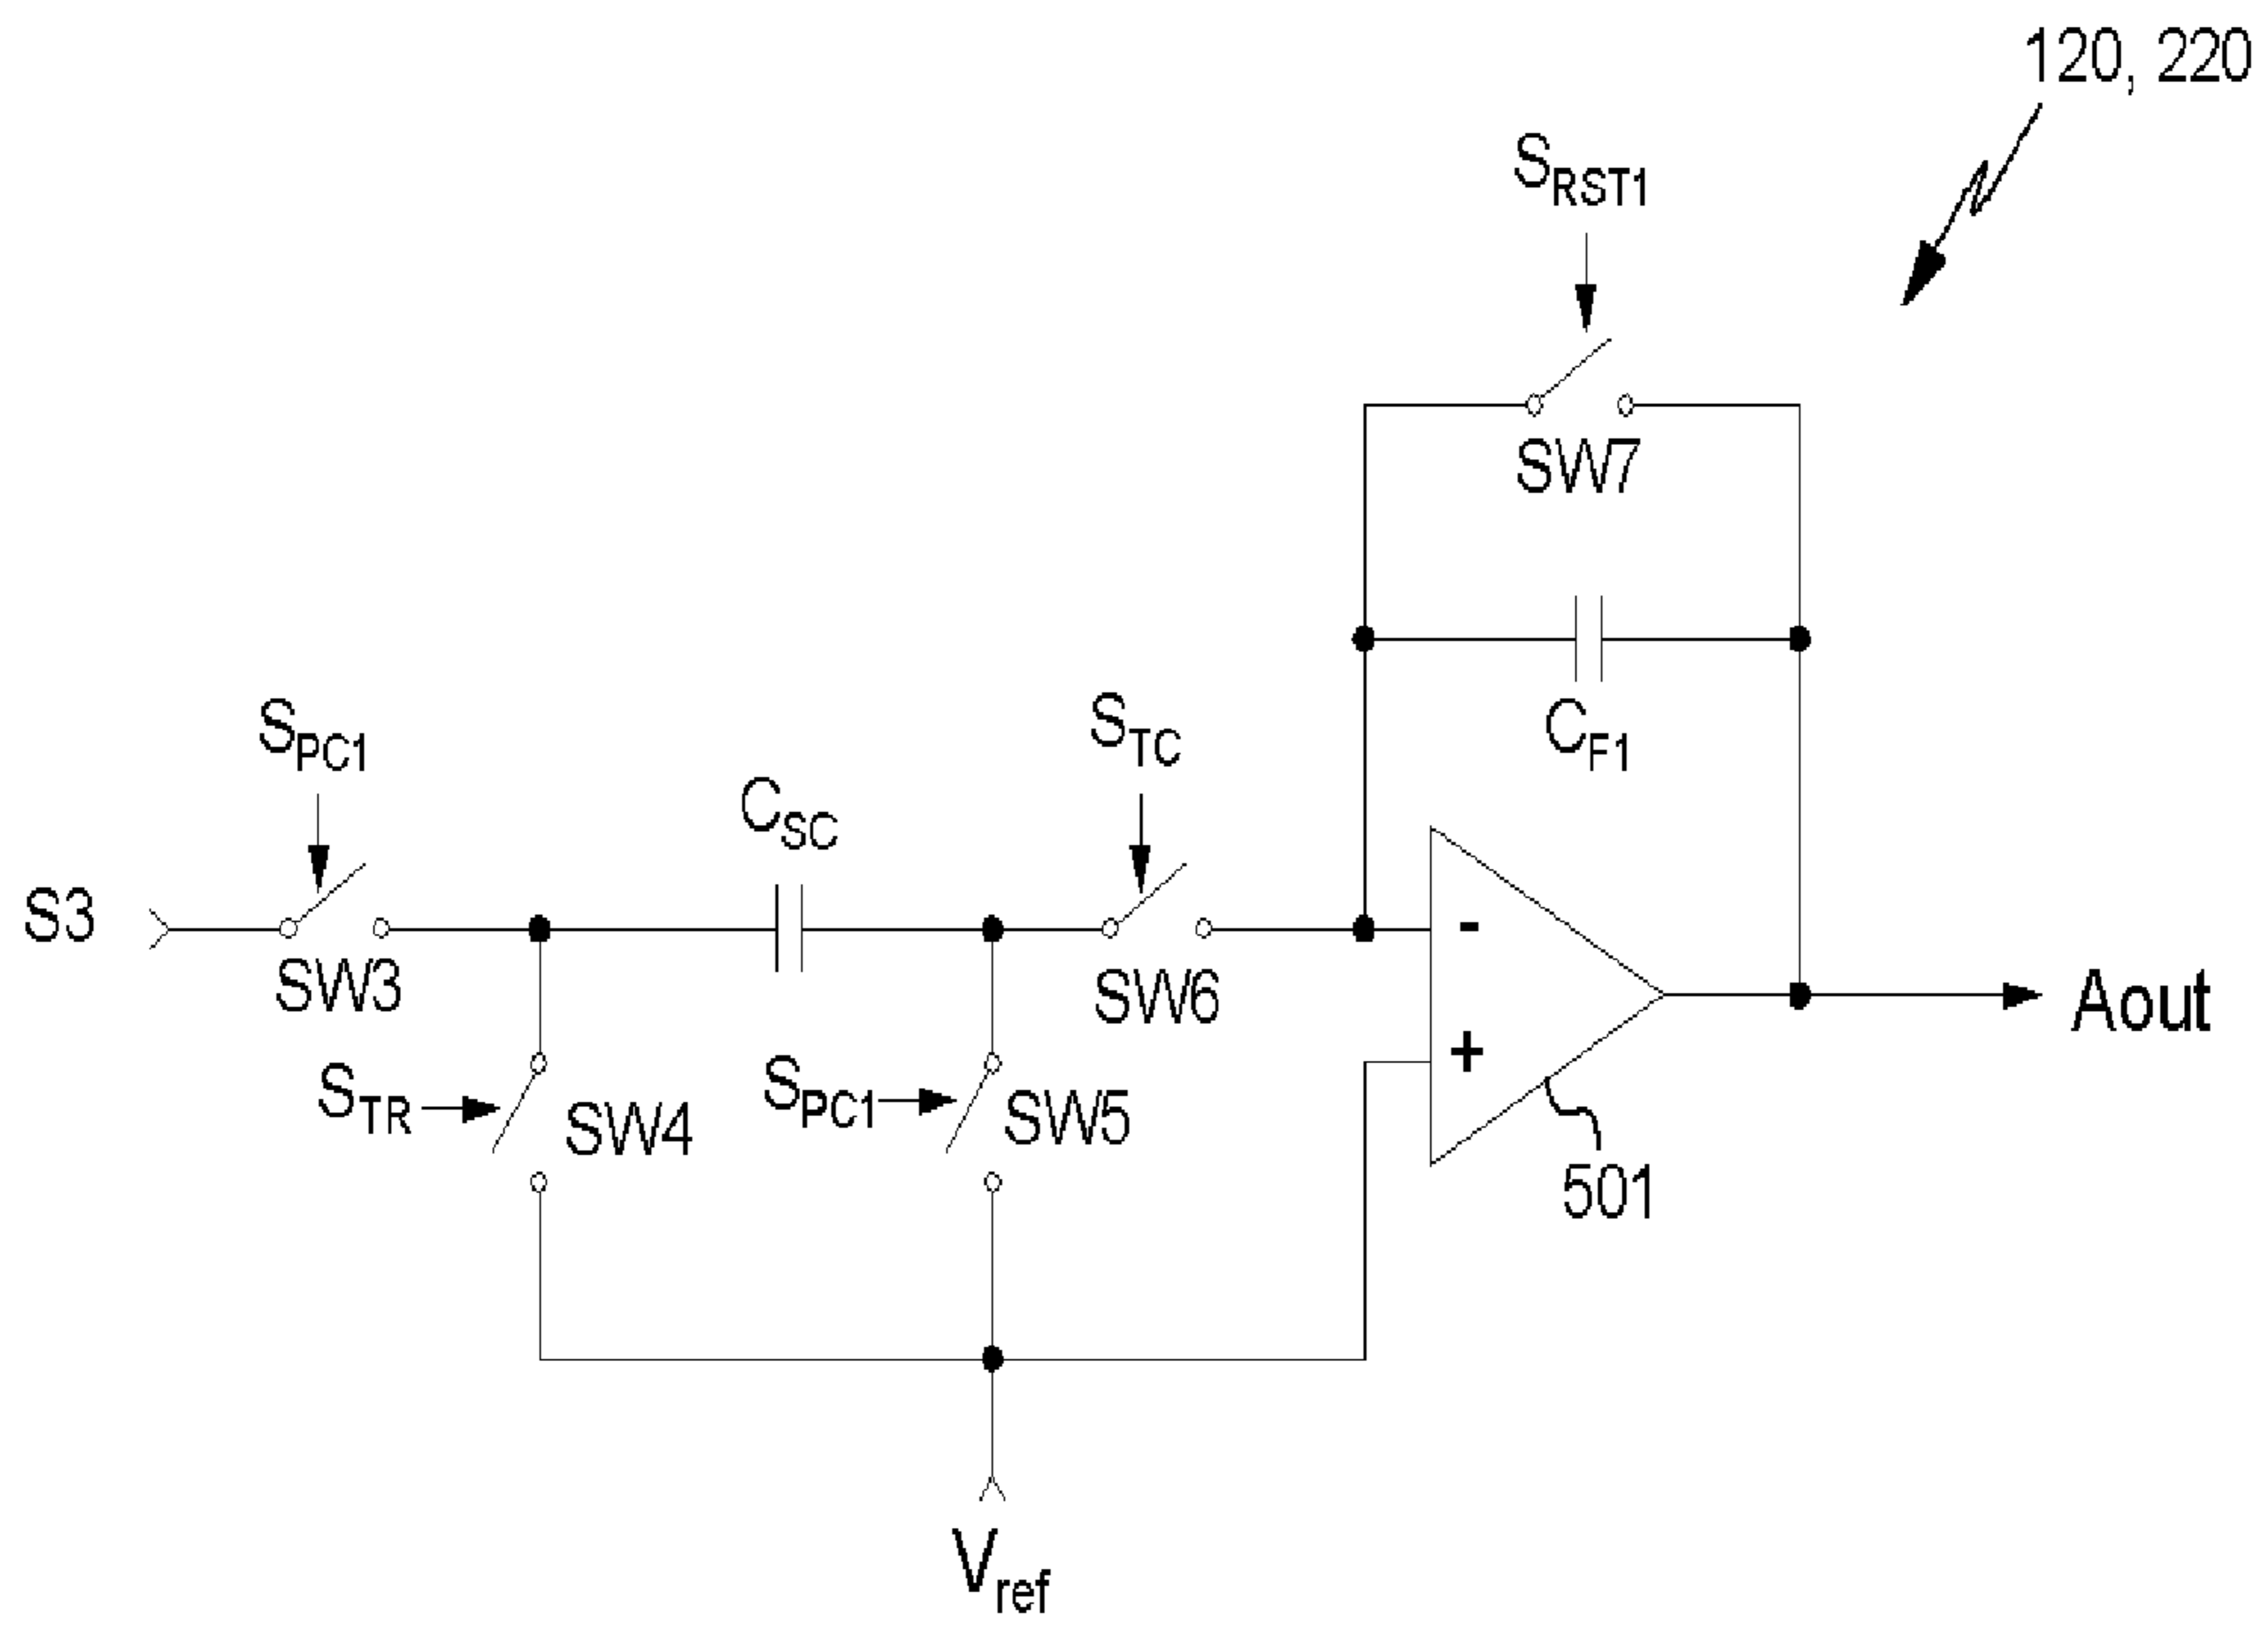 120, 220
SRST1
SW7
CF1
SPC1
CSC
STC
S3
SW3
SW6
-
+
Aout
STR
SW4
SPC1
SW5
501
Vref